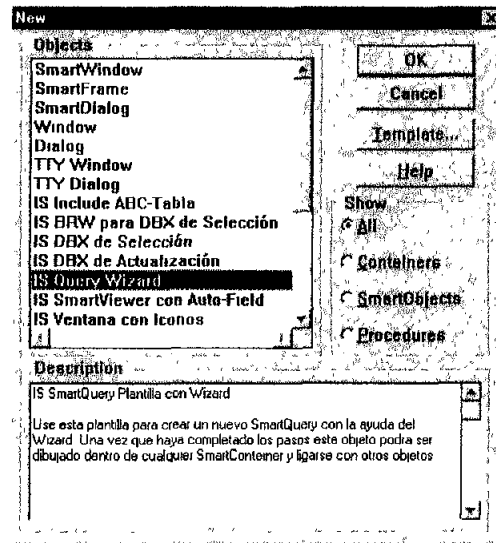 New
Objects
SmartWindow
SmartFrame
SmartDialog
Window
Dialog
TTY Window
TTY Dialog
IS Include ABC-Tabla
IS BRW para DBX de Selección
IS DBX de Selección
IS DBX de Actualización
IS Query Wizard
IS SmartViewer con Auto-Field
IS Ventana con Iconos
OK
Cancel
Template...
Help
Show
All
Containers
SmartObjects
Procedures
Description
IS SmartQuery Plantilla con Wizard
Use esta plantilla para crear un nuevo SmartQuery con la ayuda del
Wizard Una vez que haya completado los pasos este objeto podra ser
dibujado dentro de cualquier SmartContainer y ligarse con otros objetos